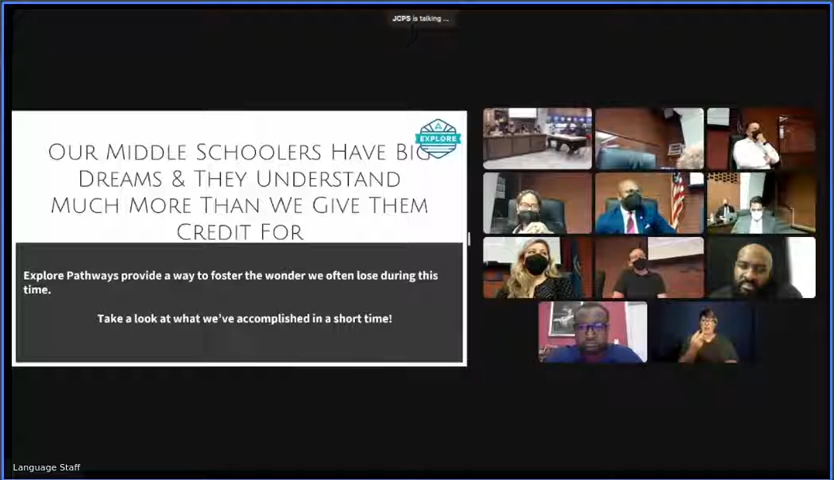 JCPS is talking ...
EXPLORE
OUR MIDDLE SCHOOLERS HAVE BIG
DREAMS & THEY UNDERSTAND
MUCH MORE THAN WE GIVE THEM
CREDIT FOR
Explore Pathways provide a way to foster the wonder we often lose during this
time.
Take a look at what we've accomplished in a short time!
Language Staff